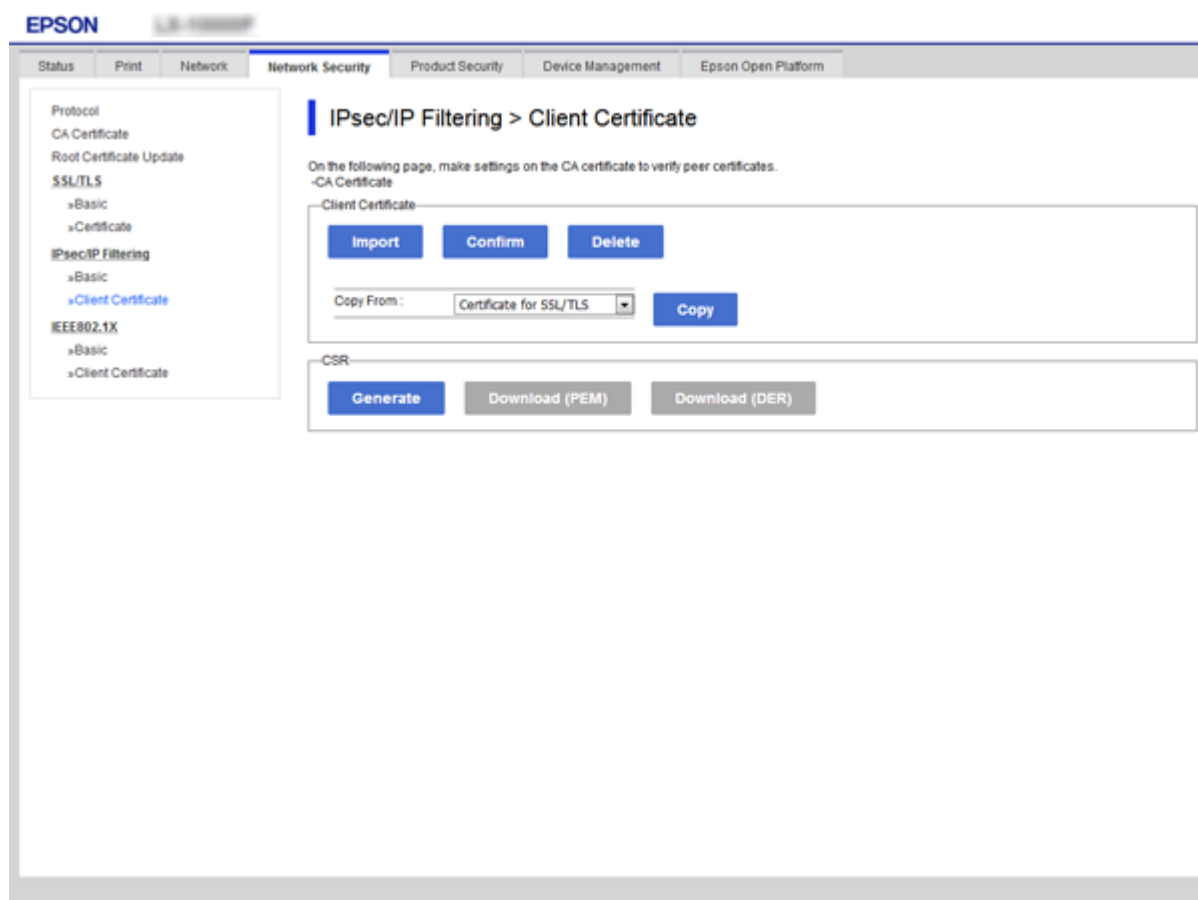 EPSON
Status Print Network Network Security Product Security Device Management Epson Open Platform
Protocol
CA Certificate
Root Certificate Update
SSL/TLS
»Basic
»Certificate
IPsec/IP Filtering
»Basic
»Client Certificate
IEEE802.1X
»Basic
»Client Certificate
IPsec/IP Filtering > Client Certificate
On the following page, make settings on the CA certificate to verify peer certificates.
-CA Certificate
Client Certificate
Import Confirm Delete
Copy From : Certificate for SSL/TLS Copy
CSR
Generate Download (PEM) Download (DER)